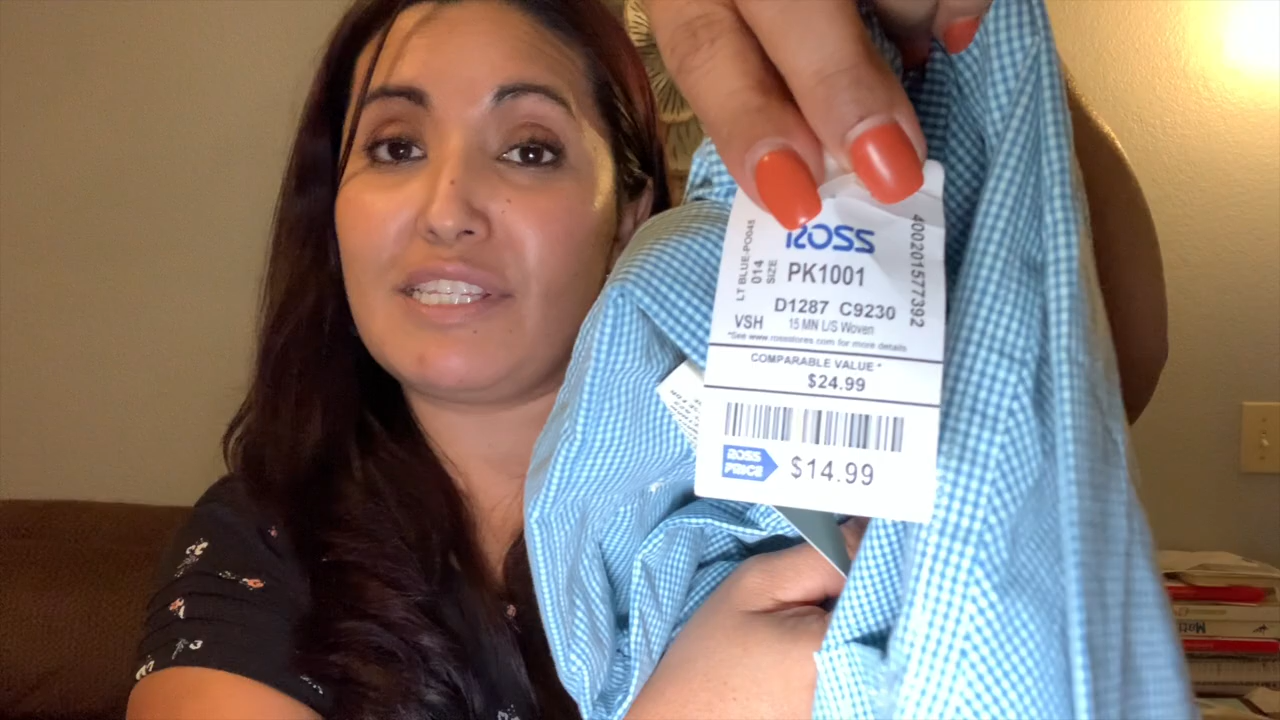 ROSS
LT BLUE-PO045
014
SIZE
PK1001
400201577392
D1287 C9230
VSH 15 MN L/S Woven
*See www.rossstores.com for more details
COMPARABLE VALUE *
$24.99
ROSS
PRICE
$14.99